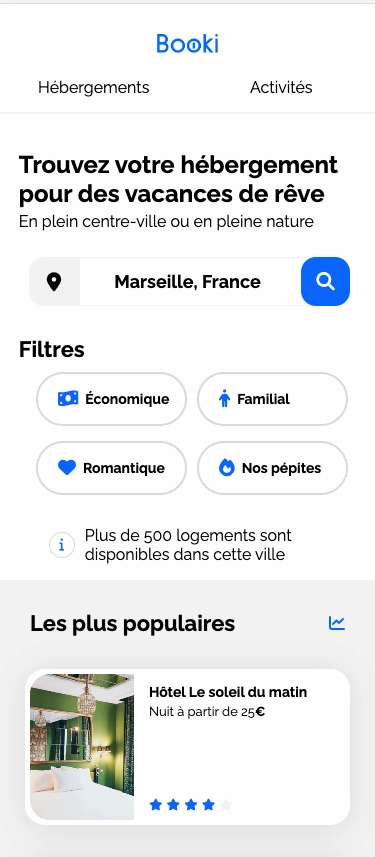 Booki
Hébergements
Activités
Trouvez votre hébergement
pour des vacances de rêve
En plein centre-ville ou en pleine nature
Marseille, France
Filtres
Économique
Familial
Romantique
Nos pépites
Plus de 500 logements sont
disponibles dans cette ville
Les plus populaires
Hôtel Le soleil du matin
Nuit à partir de 25€